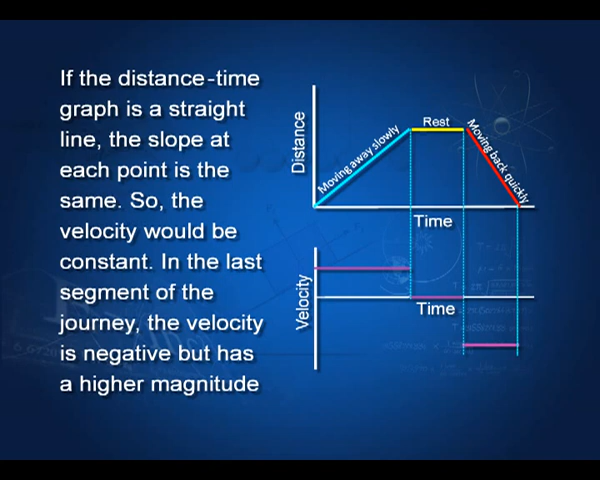 If the distance-time
graph is a straight
line, the slope at
each point is the
same. So, the
velocity would be
constant. In the last
segment of the
journey, the velocity
is negative but has
a higher magnitude
Distance
Moving away slowly
Rest
Moving back quickly
Time
Velocity
Time